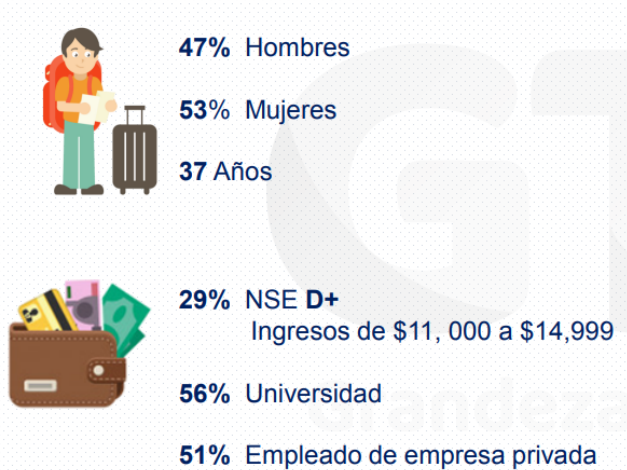 47% Hombres
53% Mujeres
37 Años
29% NSE D+
Ingresos de $11, 000 a $14,999
56% Universidad
Grandeza
51% Empleado de empresa privada